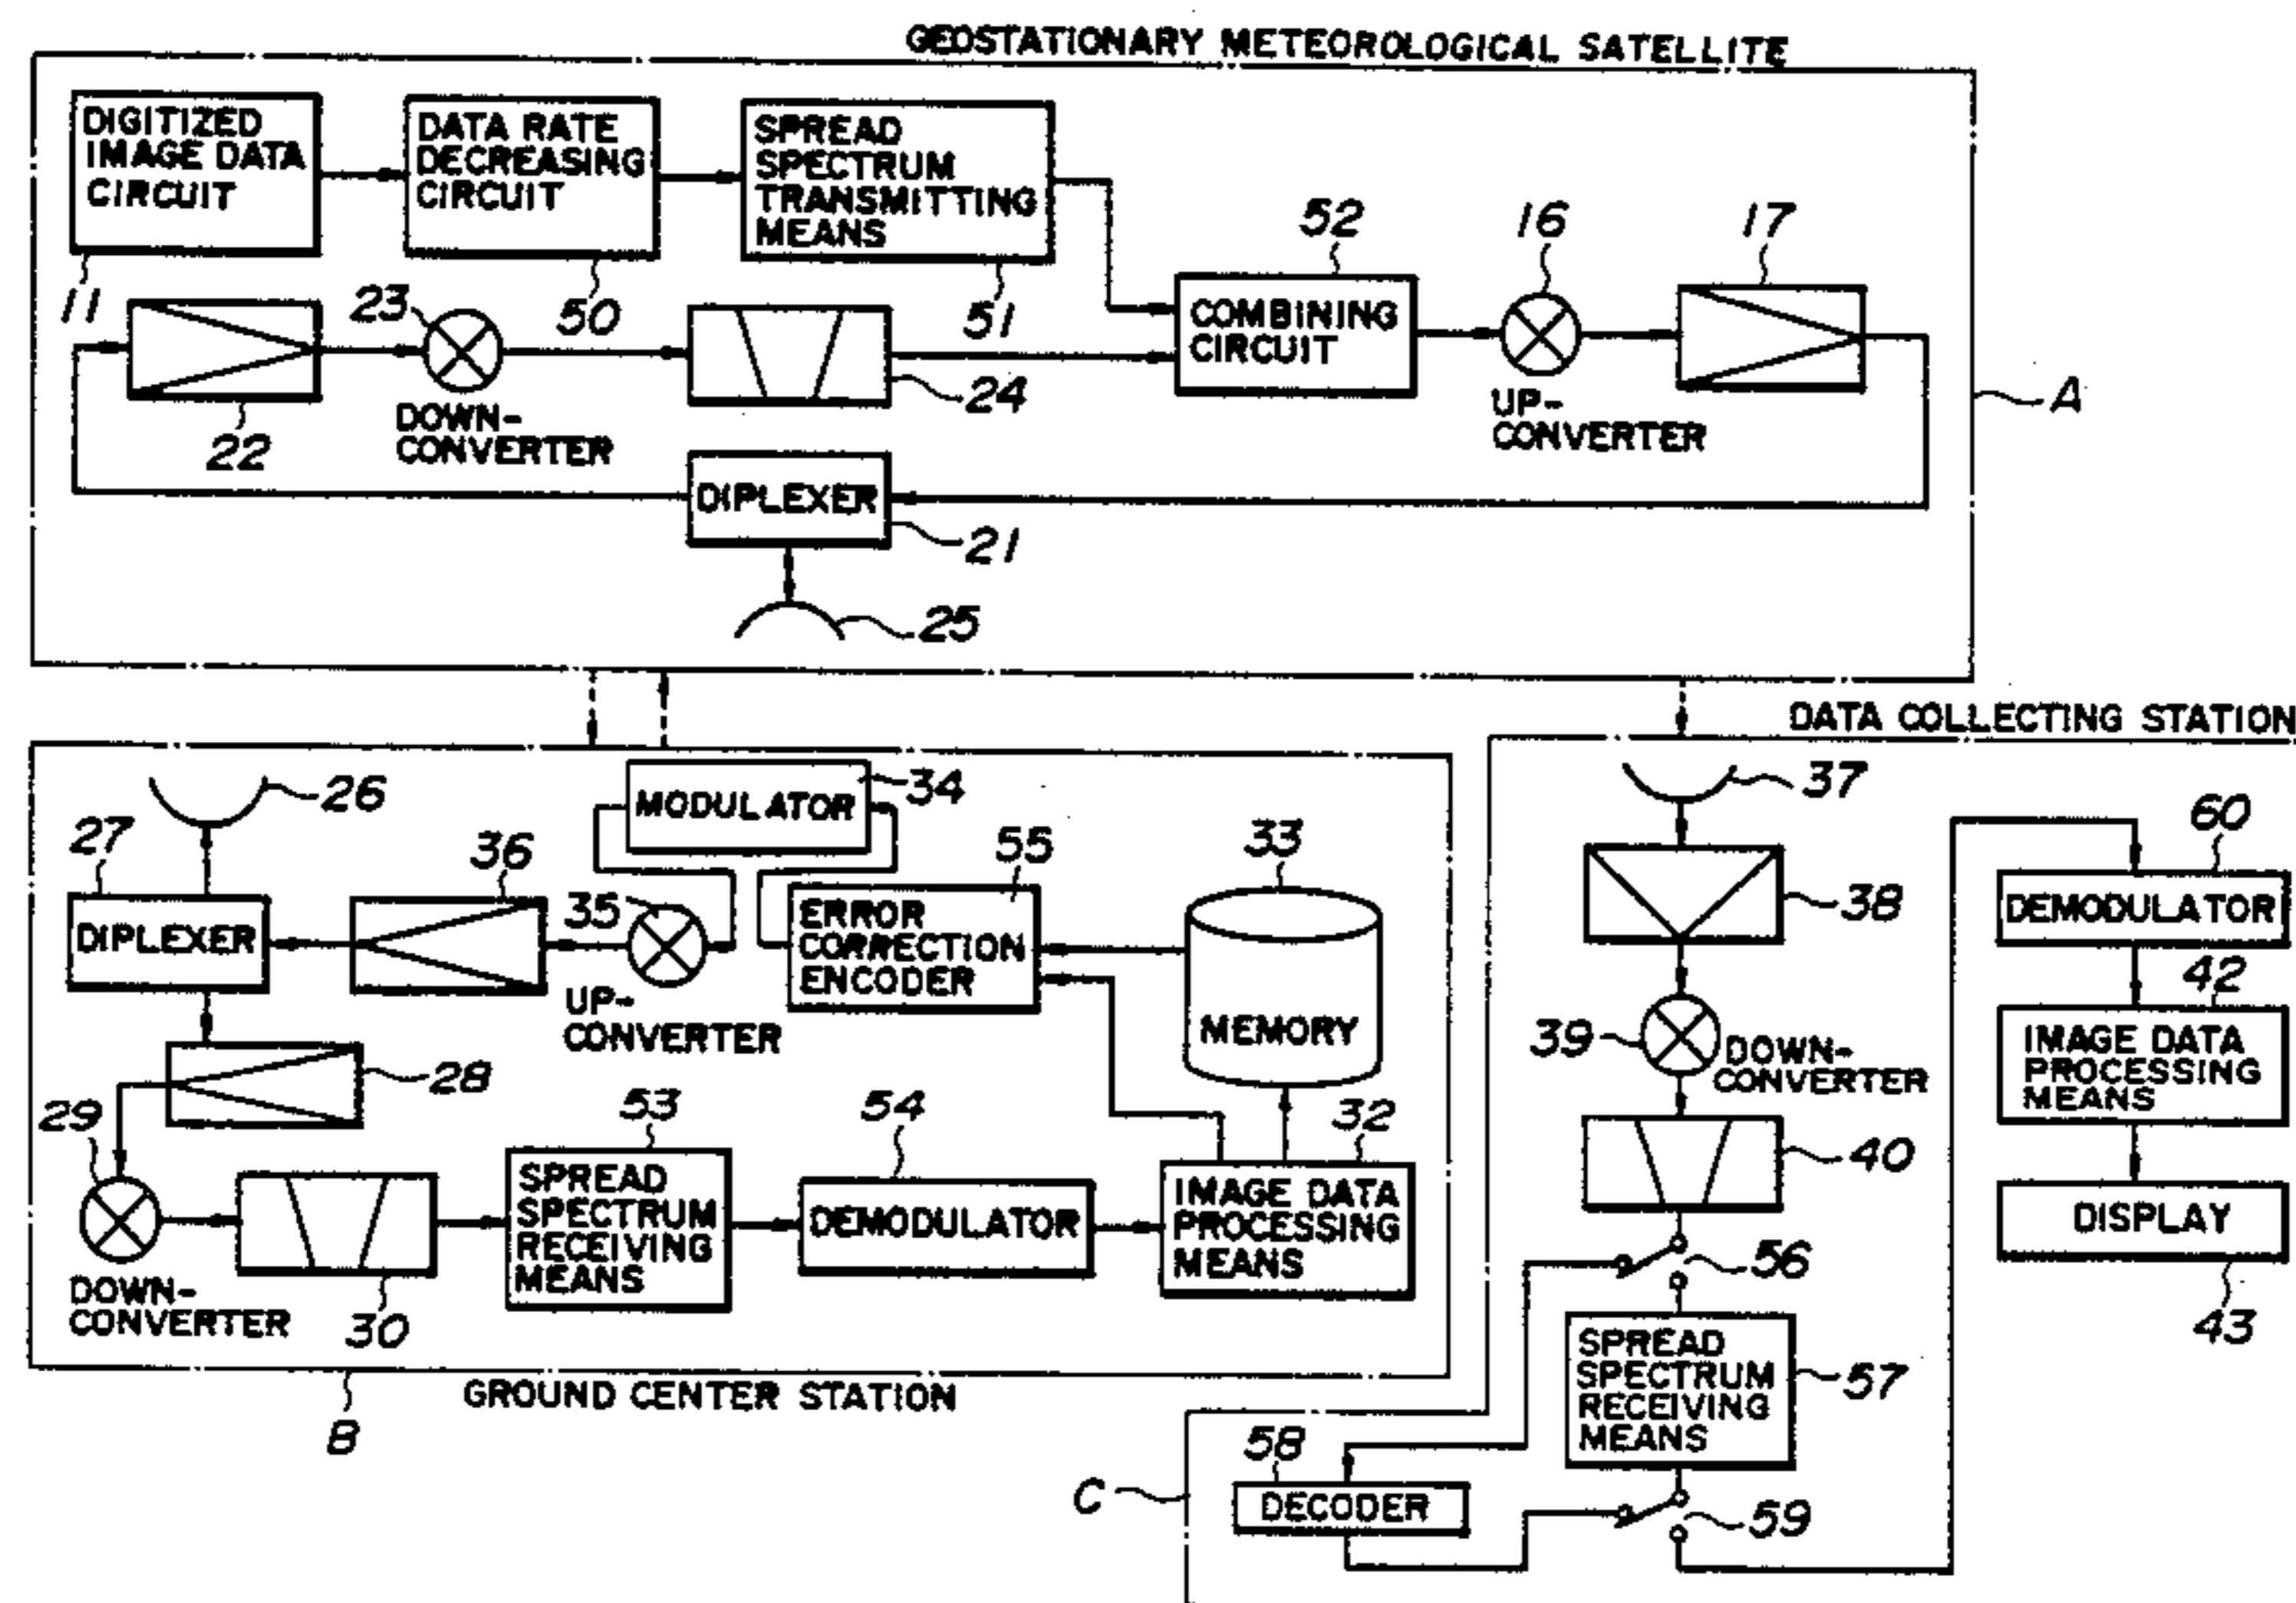 GEOSTATIONARY METEOROLOGICAL SATELLITE
DIGITIZED
IMAGE DATA
CIRCUIT
11
DATA RATE
DECREASING
CIRCUIT
50
SPREAD
SPECTRUM
TRANSMITTING
MEANS
51
52
COMBINING
CIRCUIT
16
UP-
CONVERTER
17
22
23
DOWN-
CONVERTER
24
A
DIPLEXER
21
25
DATA COLLECTING STATION
26
27
DIPLEXER
36
35
UP-
CONVERTER
MODULATOR
34
55
ERROR
CORRECTION
ENCODER
33
MEMORY
28
29
DOWN-
CONVERTER
30
53
SPREAD
SPECTRUM
RECEIVING
MEANS
54
DEMODULATOR
32
IMAGE DATA
PROCESSING
MEANS
GROUND CENTER STATION
B
37
38
39
DOWN-
CONVERTER
40
56
SPREAD
SPECTRUM
RECEIVING
MEANS
57
58
DECODER
C
59
60
DEMODULATOR
42
IMAGE DATA
PROCESSING
MEANS
DISPLAY
43